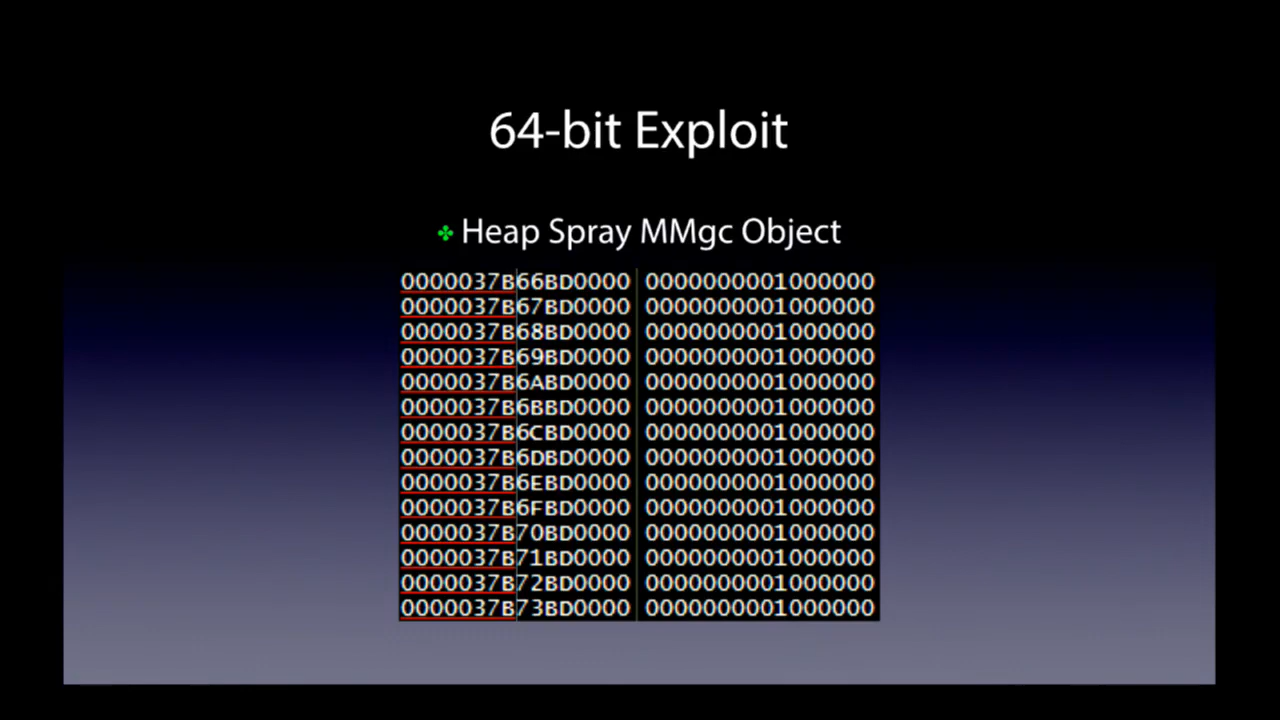 64-bit Exploit
Heap Spray MMgc Object
0000037B66BD0000 0000000001000000
0000037B67BD0000 0000000001000000
0000037B68BD0000 0000000001000000
0000037B69BD0000 0000000001000000
0000037B6ABD0000 0000000001000000
0000037B6BBD0000 0000000001000000
0000037B6CBD0000 0000000001000000
0000037B6DBD0000 0000000001000000
0000037B6EBD0000 0000000001000000
0000037B6FBD0000 0000000001000000
0000037B70BD0000 0000000001000000
0000037B71BD0000 0000000001000000
0000037B72BD0000 0000000001000000
0000037B73BD0000 0000000001000000